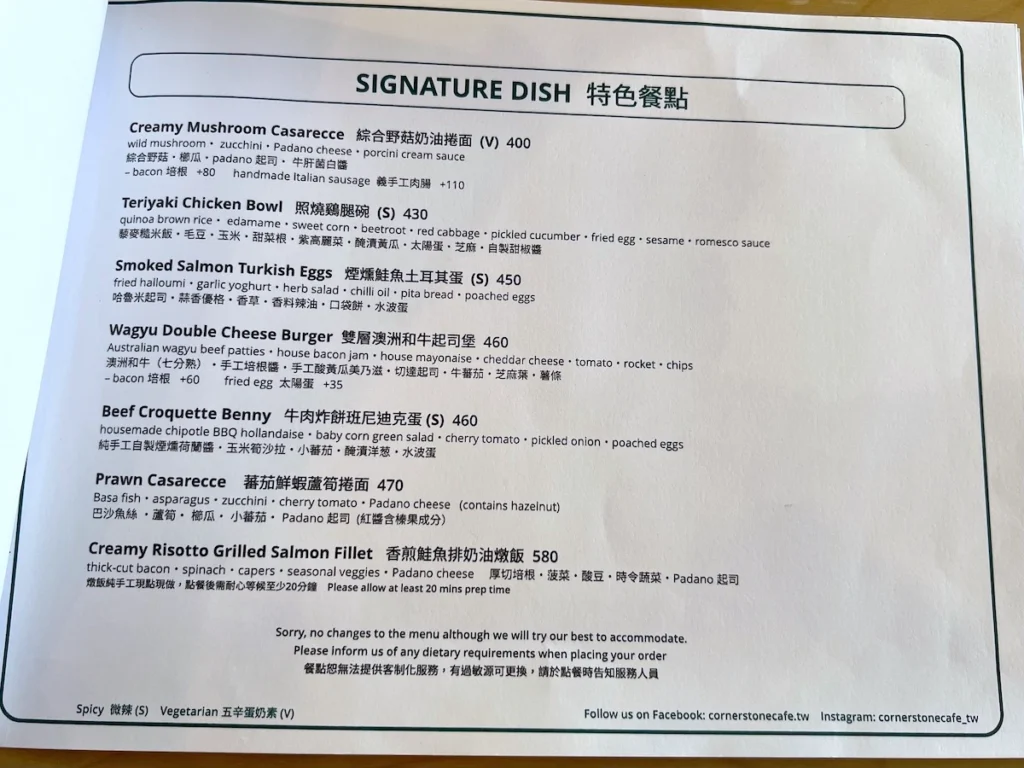 SIGNATURE DISH 特色餐點
Creamy Mushroom Casarecce 綜合野菇奶油捲面 (V) 400
wild mushroom・ zucchini・Padano cheese・porcini cream sauce
綜合野菇・櫛瓜・padano 起司・ 牛肝菌白醬
– bacon 培根 +80 handmade Italian sausage 義手工肉腸 +110
Teriyaki Chicken Bowl 照燒鷄腿碗 (S) 430
quinoa brown rice・ edamame・sweet corn・beetroot・red cabbage・pickled cucumber・fried egg・sesame・romesco sauce
藜麥糙米飯・毛豆・玉米・甜菜根・紫高麗菜・醃漬黃瓜・太陽蛋・芝麻・自製甜椒醬
Smoked Salmon Turkish Eggs 煙燻鮭魚土耳其蛋 (S) 450
fried halloumi・garlic yoghurt・herb salad・chilli oil・pita bread・poached eggs
哈魯米起司・蒜香優格・香草・香料辣油・口袋餅・水波蛋
Wagyu Double Cheese Burger 雙層澳洲和牛起司堡 460
Australian wagyu beef patties・house bacon jam・house mayonaise・cheddar cheese・tomato・rocket・chips
澳洲和牛（七分熟）・手工培根醬・手工酸黃瓜美乃滋・切達起司・牛蕃茄・芝麻葉・薯條
– bacon 培根 +60 fried egg 太陽蛋 +35
Beef Croquette Benny 牛肉炸餅班尼迪克蛋 (S) 460
housemade chipotle BBQ hollandaise・baby corn green salad・cherry tomato・pickled onion・poached eggs
純手工自製煙燻荷蘭醬・玉米筍沙拉・小蕃茄・醃漬洋葱・水波蛋
Prawn Casarecce 蕃茄鮮蝦蘆筍捲面 470
Basa fish・asparagus・zucchini・cherry tomato・Padano cheese (contains hazelnut)
巴沙魚絲 ・蘆筍・ 櫛瓜・ 小蕃茄・ Padano 起司 (紅醬含榛果成分)
Creamy Risotto Grilled Salmon Fillet 香煎鮭魚排奶油燉飯 580
thick-cut bacon・spinach・capers・seasonal veggies・Padano cheese 厚切培根・菠菜・酸豆・時令蔬菜・Padano 起司
燉飯純手工現點現做，點餐後需耐心等候至少20分鐘 Please allow at least 20 mins prep time
Sorry, no changes to the menu although we will try our best to accommodate.
Please inform us of any dietary requirements when placing your order
餐點恕無法提供客制化服務，有過敏源可更換，請於點餐時告知服務人員
Spicy 微辣 (S) Vegetarian 五辛蛋奶素 (V)
Follow us on Facebook: cornerstonecafe.tw Instagram: cornerstonecafe_tw